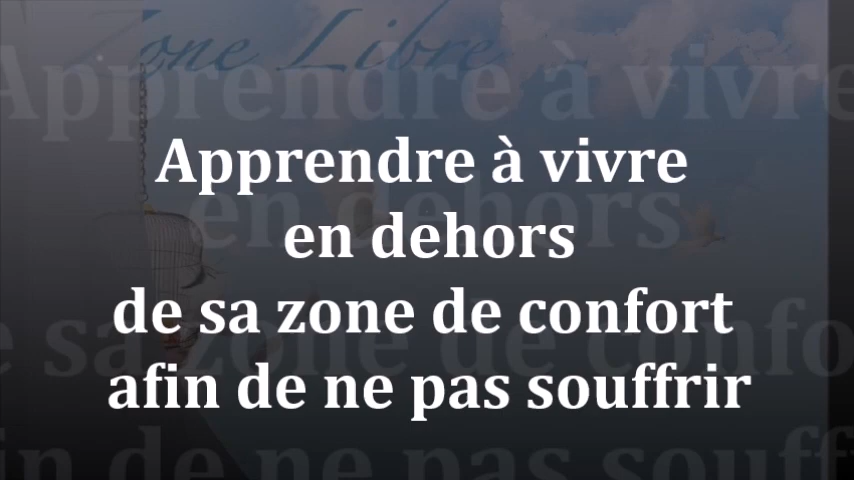 Zone Libre
Apprendre à vivre
en dehors
de sa zone de confort
afin de ne pas souffrir